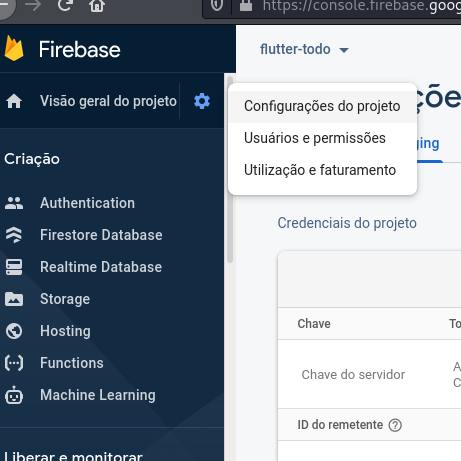 https://console.firebase.goog
Firebase
flutter-todo
Visão geral do projeto
Configurações do projeto
Usuários e permissões
Utilização e faturamento
ões
ging
Criação
Authentication
Firestore Database
Realtime Database
Storage
Hosting
Functions
Machine Learning
Liberar e monitorar
Credenciais do projeto
Chave To
Chave do servidor A
C
ID do remetente